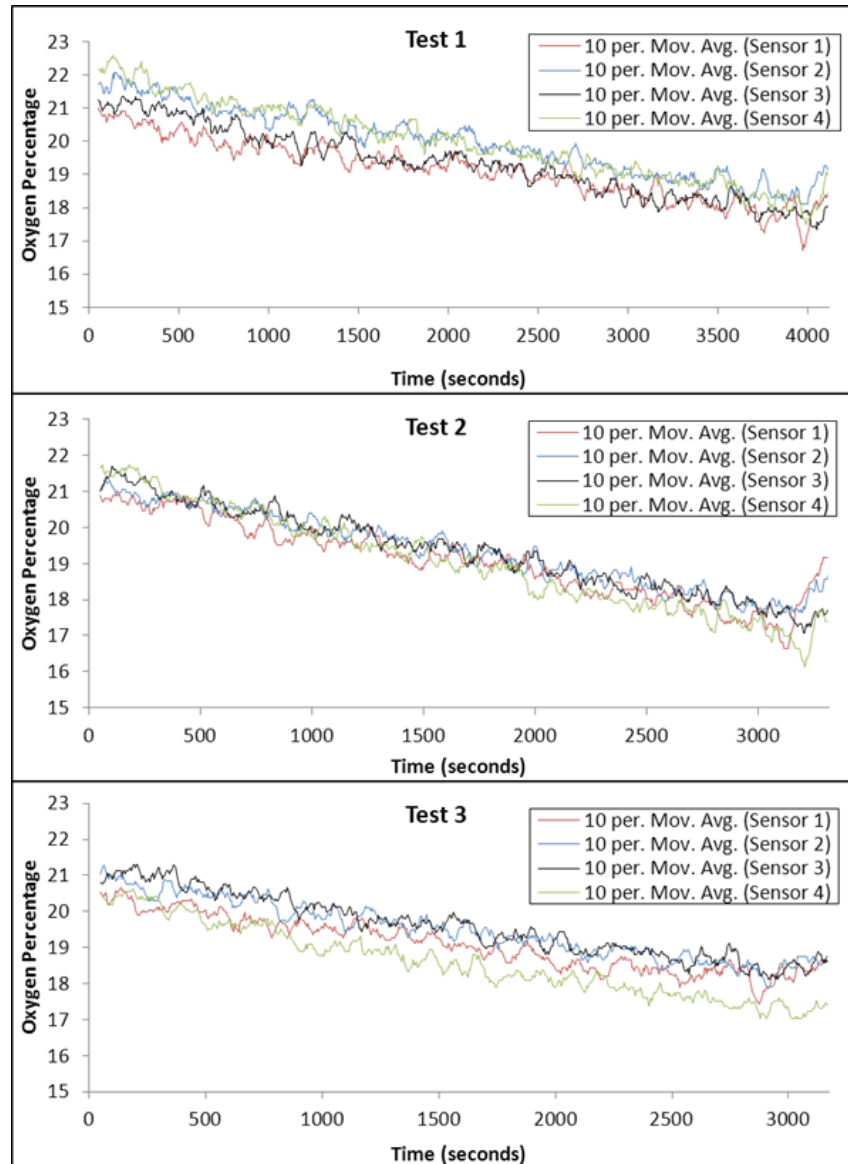 Test 1
10 per. Mov. Avg. (Sensor 1)
10 per. Mov. Avg. (Sensor 2)
10 per. Mov. Avg. (Sensor 3)
10 per. Mov. Avg. (Sensor 4)
Oxygen Percentage
23
22
21
20
19
18
17
16
15
0 500 1000 1500 2000 2500 3000 3500 4000
Time (seconds)
Test 2
10 per. Mov. Avg. (Sensor 1)
10 per. Mov. Avg. (Sensor 2)
10 per. Mov. Avg. (Sensor 3)
10 per. Mov. Avg. (Sensor 4)
Oxygen Percentage
23
22
21
20
19
18
17
16
15
0 500 1000 1500 2000 2500 3000
Time (seconds)
Test 3
10 per. Mov. Avg. (Sensor 1)
10 per. Mov. Avg. (Sensor 2)
10 per. Mov. Avg. (Sensor 3)
10 per. Mov. Avg. (Sensor 4)
Oxygen Percentage
23
22
21
20
19
18
17
16
15
0 500 1000 1500 2000 2500 3000
Time (seconds)